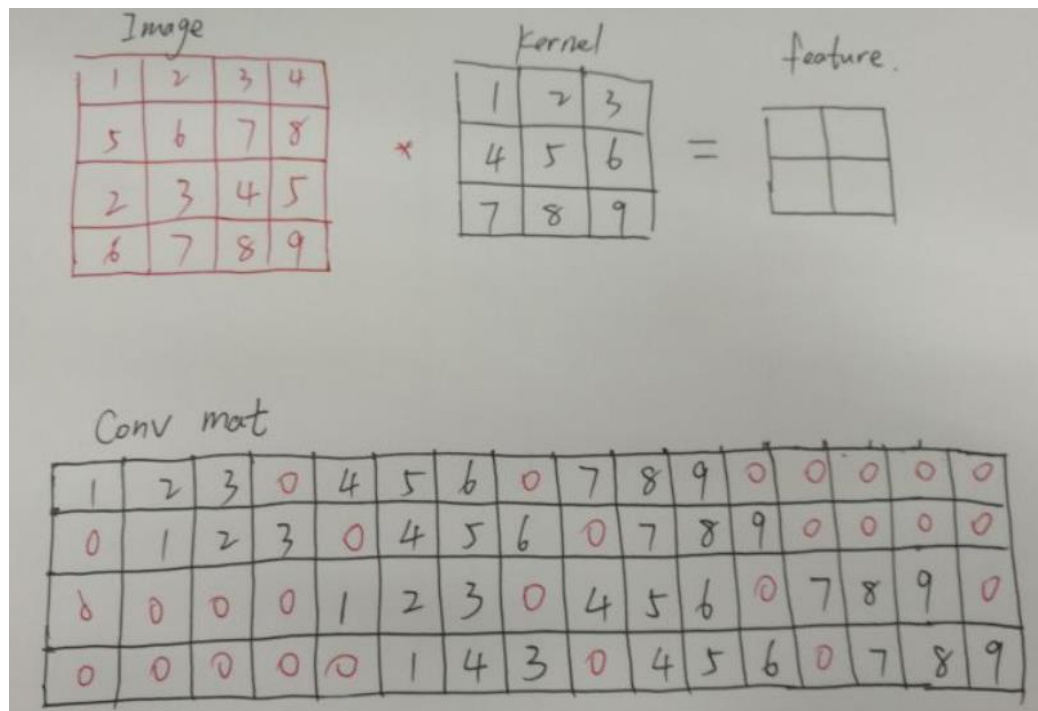 Image Kernel feature.
1 2 3 4 1 2 3
5 6 7 8 * 4 5 6 =
2 3 4 5 7 8 9
6 7 8 9
Conv mat
1 2 3 0 4 5 6 0 7 8 9 0 0 0 0 0
0 1 2 3 0 4 5 6 0 7 8 9 0 0 0 0
0 0 0 0 1 2 3 0 4 5 6 0 7 8 9 0
0 0 0 0 0 1 4 3 0 4 5 6 0 7 8 9